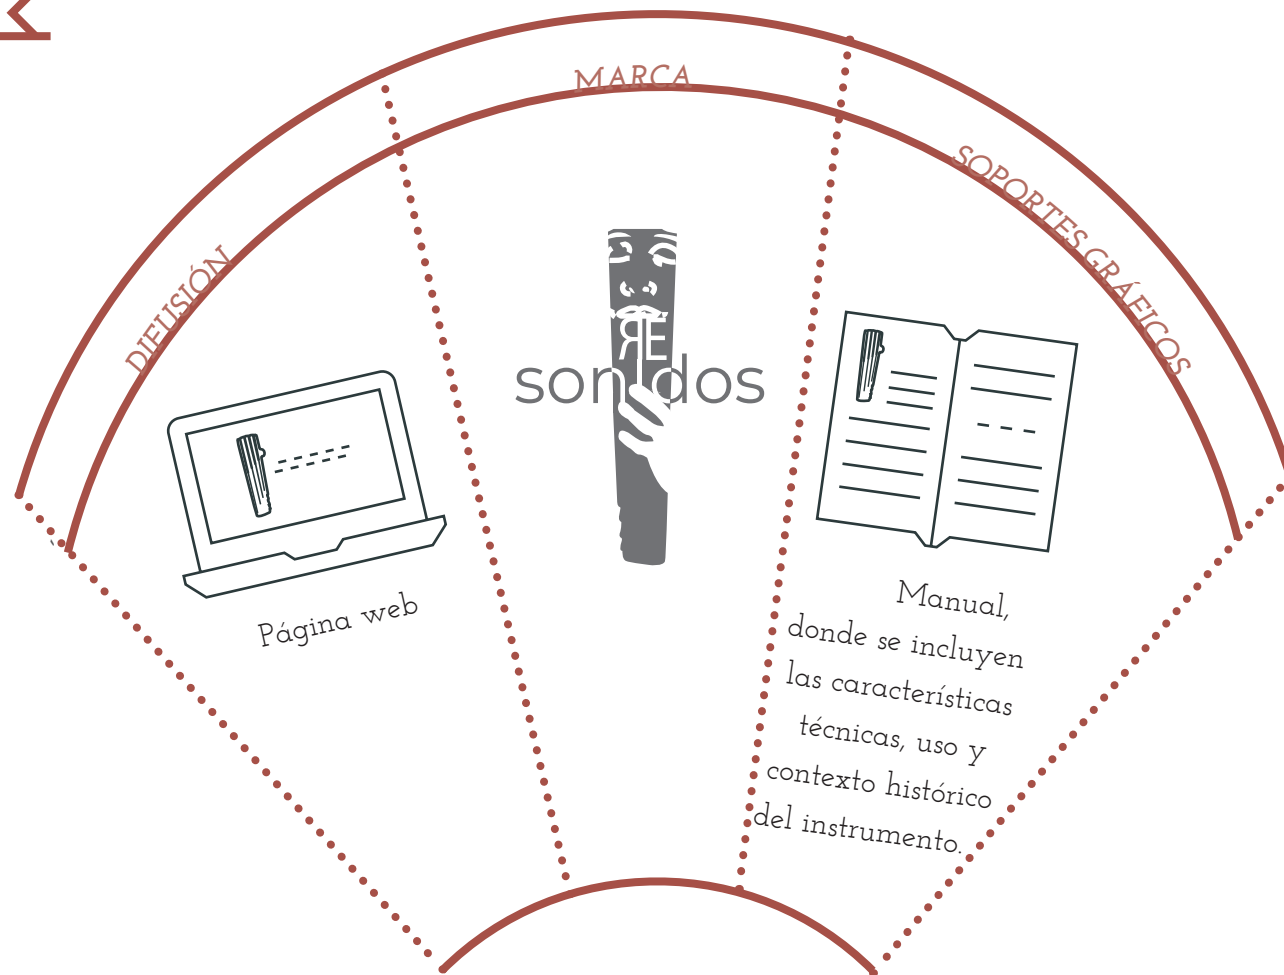 MARCA
DIFUSIÓN
SOPORTES GRÁFICOS
RE
sonidos
Página web
Manual,
donde se incluyen
las características
técnicas, uso y
contexto histórico
del instrumento.